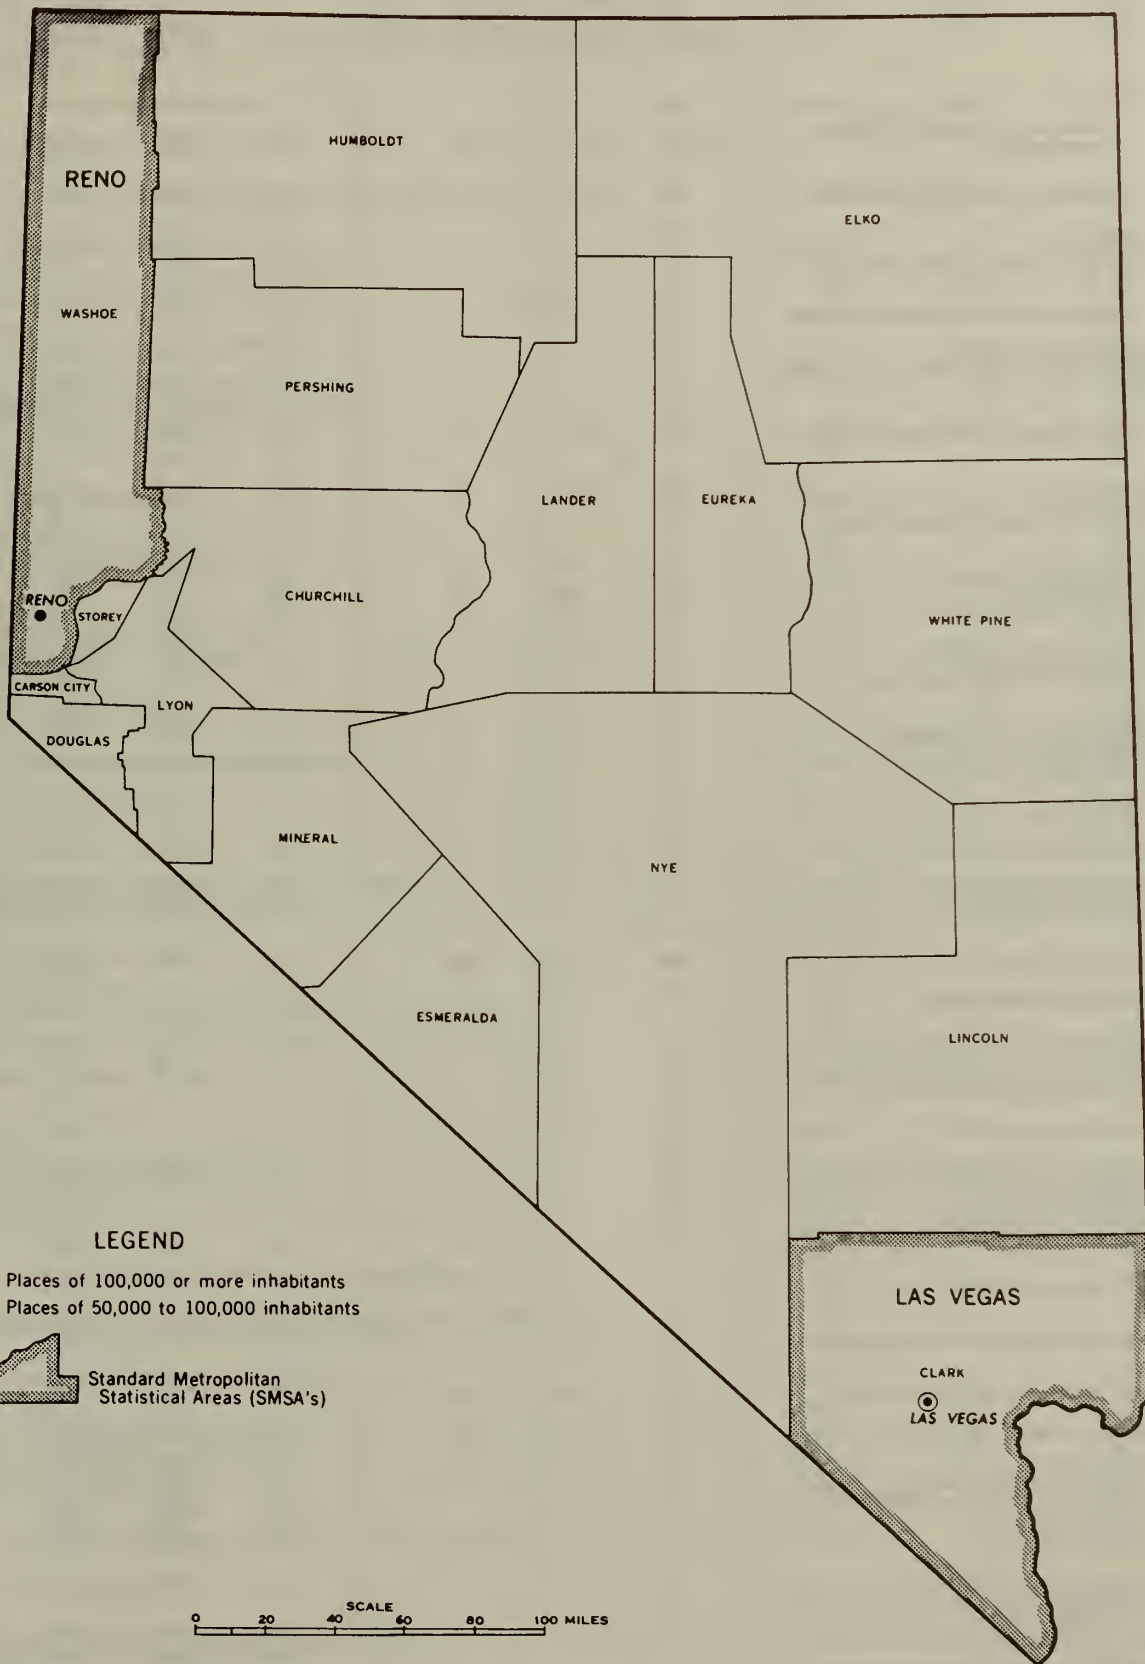 HUMBOLDT
RENO
ELKO
WASHOE
PERSHING
LANDER
EUREKA
CHURCHILL
RENO
STOREY
WHITE PINE
CARSON CITY
LYON
DOUGLAS
MINERAL
NYE
ESMERALDA
LINCOLN
LEGEND
Places of 100,000 or more inhabitants
Places of 50,000 to 100,000 inhabitants
Standard Metropolitan
Statistical Areas (SMSA's)
LAS VEGAS
CLARK
LAS VEGAS
SCALE
0 20 40 60 80 100 MILES